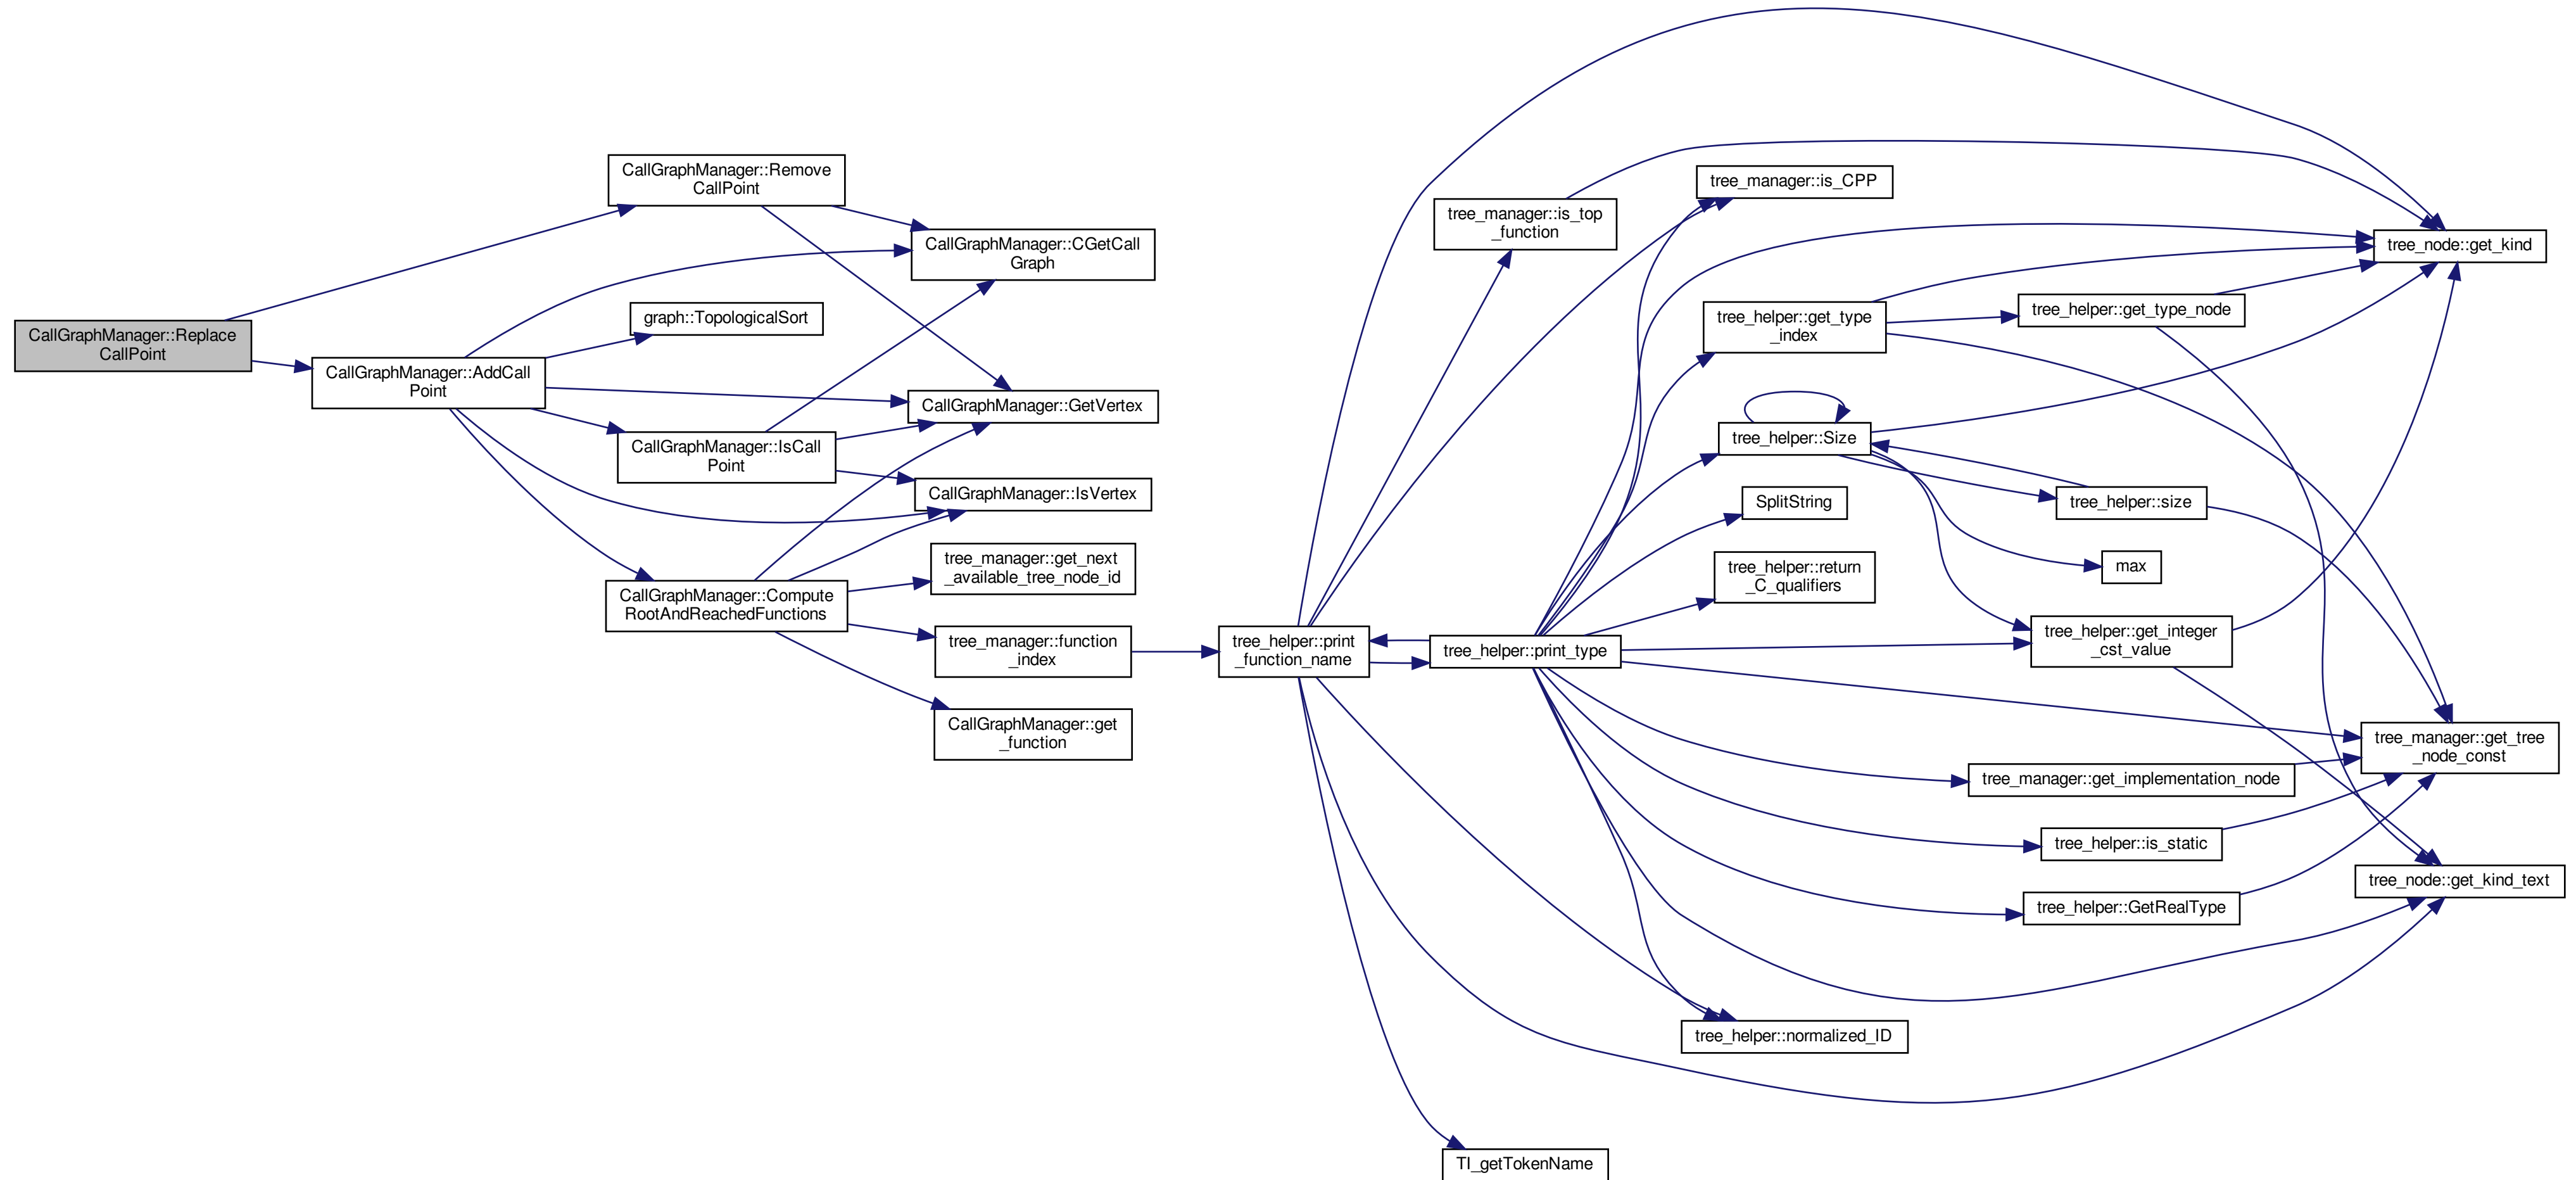 CallGraphManager::Replace
CallPoint
CallGraphManager::Remove
CallPoint
CallGraphManager::AddCall
Point
graph::TopologicalSort
CallGraphManager::IsCall
Point
CallGraphManager::Compute
RootAndReachedFunctions
CallGraphManager::CGetCall
Graph
CallGraphManager::GetVertex
CallGraphManager::IsVertex
tree_manager::get_next
_available_tree_node_id
tree_manager::function
_index
CallGraphManager::get
_function
tree_helper::print
_function_name
tree_manager::is_top
_function
tree_helper::print_type
TI_getTokenName
tree_manager::is_CPP
tree_helper::get_type
_index
tree_helper::Size
SplitString
tree_helper::return
_C_qualifiers
tree_helper::normalized_ID
tree_helper::get_type_node
tree_helper::size
max
tree_helper::get_integer
_cst_value
tree_manager::get_implementation_node
tree_helper::is_static
tree_helper::GetRealType
tree_node::get_kind
tree_manager::get_tree
_node_const
tree_node::get_kind_text